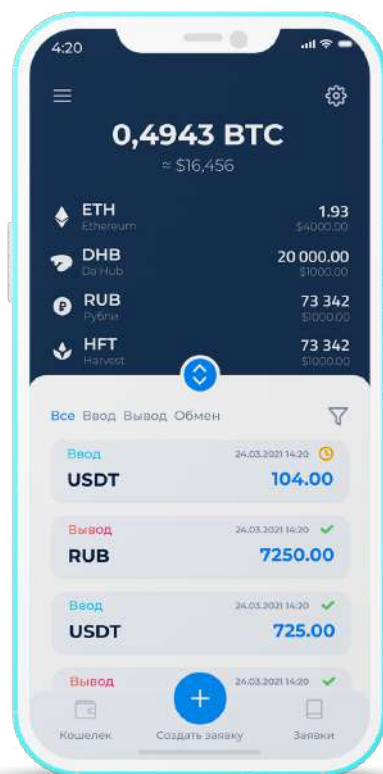 4:20
0,4943 BTC
≈ $16,456
ETH 1.93
Ethereum $4000.00
DHB 20 000.00
Da Hub $1000.00
RUB 73 342
Рубли $1000.00
HFT 73 342
Harvest $1000.00
Все Ввод Вывод Обмен
Ввод 24.03.2021 14:20
USDT 104.00
Вывод 24.03.2021 14:20
RUB 7250.00
Ввод 24.03.2021 14:20
USDT 725.00
Вывод 24.03.2021 14:20
Кошелек Создать заявку Заявки